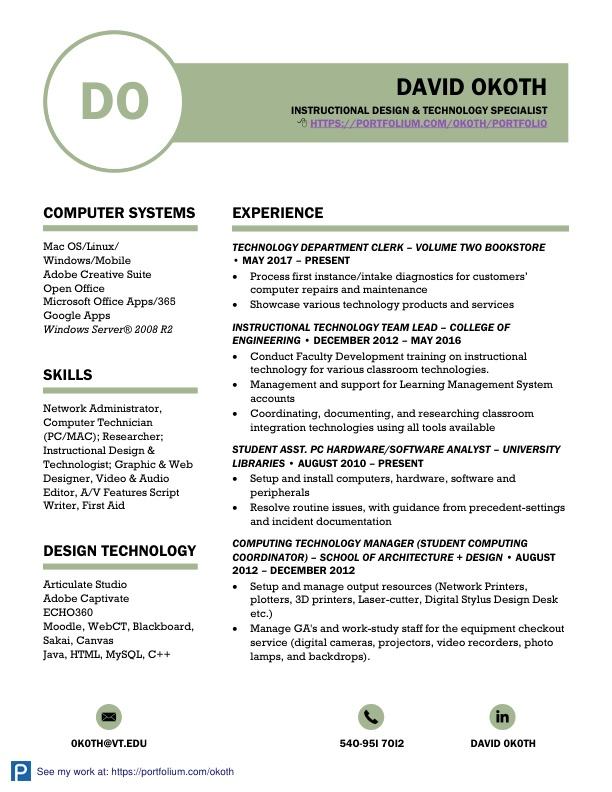 DO
DAVID OKOTH
INSTRUCTIONAL DESIGN & TECHNOLOGY SPECIALIST
HTTPS://PORTFOLIUM.COM/OKOTH/PORTFOLIO
COMPUTER SYSTEMS
Mac OS/Linux/
Windows/Mobile
Adobe Creative Suite
Open Office
Microsoft Office Apps/365
Google Apps
Windows Server® 2008 R2
SKILLS
Network Administrator,
Computer Technician
(PC/MAC); Researcher;
Instructional Design &
Technologist; Graphic & Web
Designer, Video & Audio
Editor, A/V Features Script
Writer, First Aid
DESIGN TECHNOLOGY
Articulate Studio
Adobe Captivate
ECHO360
Moodle, WebCT, Blackboard,
Sakai, Canvas
Java, HTML, MySQL, C++
EXPERIENCE
TECHNOLOGY DEPARTMENT CLERK – VOLUME TWO BOOKSTORE
• MAY 2017 – PRESENT
• Process first instance/intake diagnostics for customers’
computer repairs and maintenance
• Showcase various technology products and services
INSTRUCTIONAL TECHNOLOGY TEAM LEAD – COLLEGE OF
ENGINEERING • DECEMBER 2012 – MAY 2016
• Conduct Faculty Development training on instructional
technology for various classroom technologies.
• Management and support for Learning Management System
accounts
• Coordinating, documenting, and researching classroom
integration technologies using all tools available
STUDENT ASST. PC HARDWARE/SOFTWARE ANALYST – UNIVERSITY
LIBRARIES • AUGUST 2010 – PRESENT
• Setup and install computers, hardware, software and
peripherals
• Resolve routine issues, with guidance from precedent-settings
and incident documentation
COMPUTING TECHNOLOGY MANAGER (STUDENT COMPUTING
COORDINATOR) – SCHOOL OF ARCHITECTURE + DESIGN • AUGUST
2012 – DECEMBER 2012
• Setup and manage output resources (Network Printers,
plotters, 3D printers, Laser-cutter, Digital Stylus Design Desk
etc.)
• Manage GA's and work-study staff for the equipment checkout
service (digital cameras, projectors, video recorders, photo
lamps, and backdrops).
in
OKOTH@VT.EDU
540-951 7012
DAVID OKOTH
P See my work at: https://portfolium.com/okoth